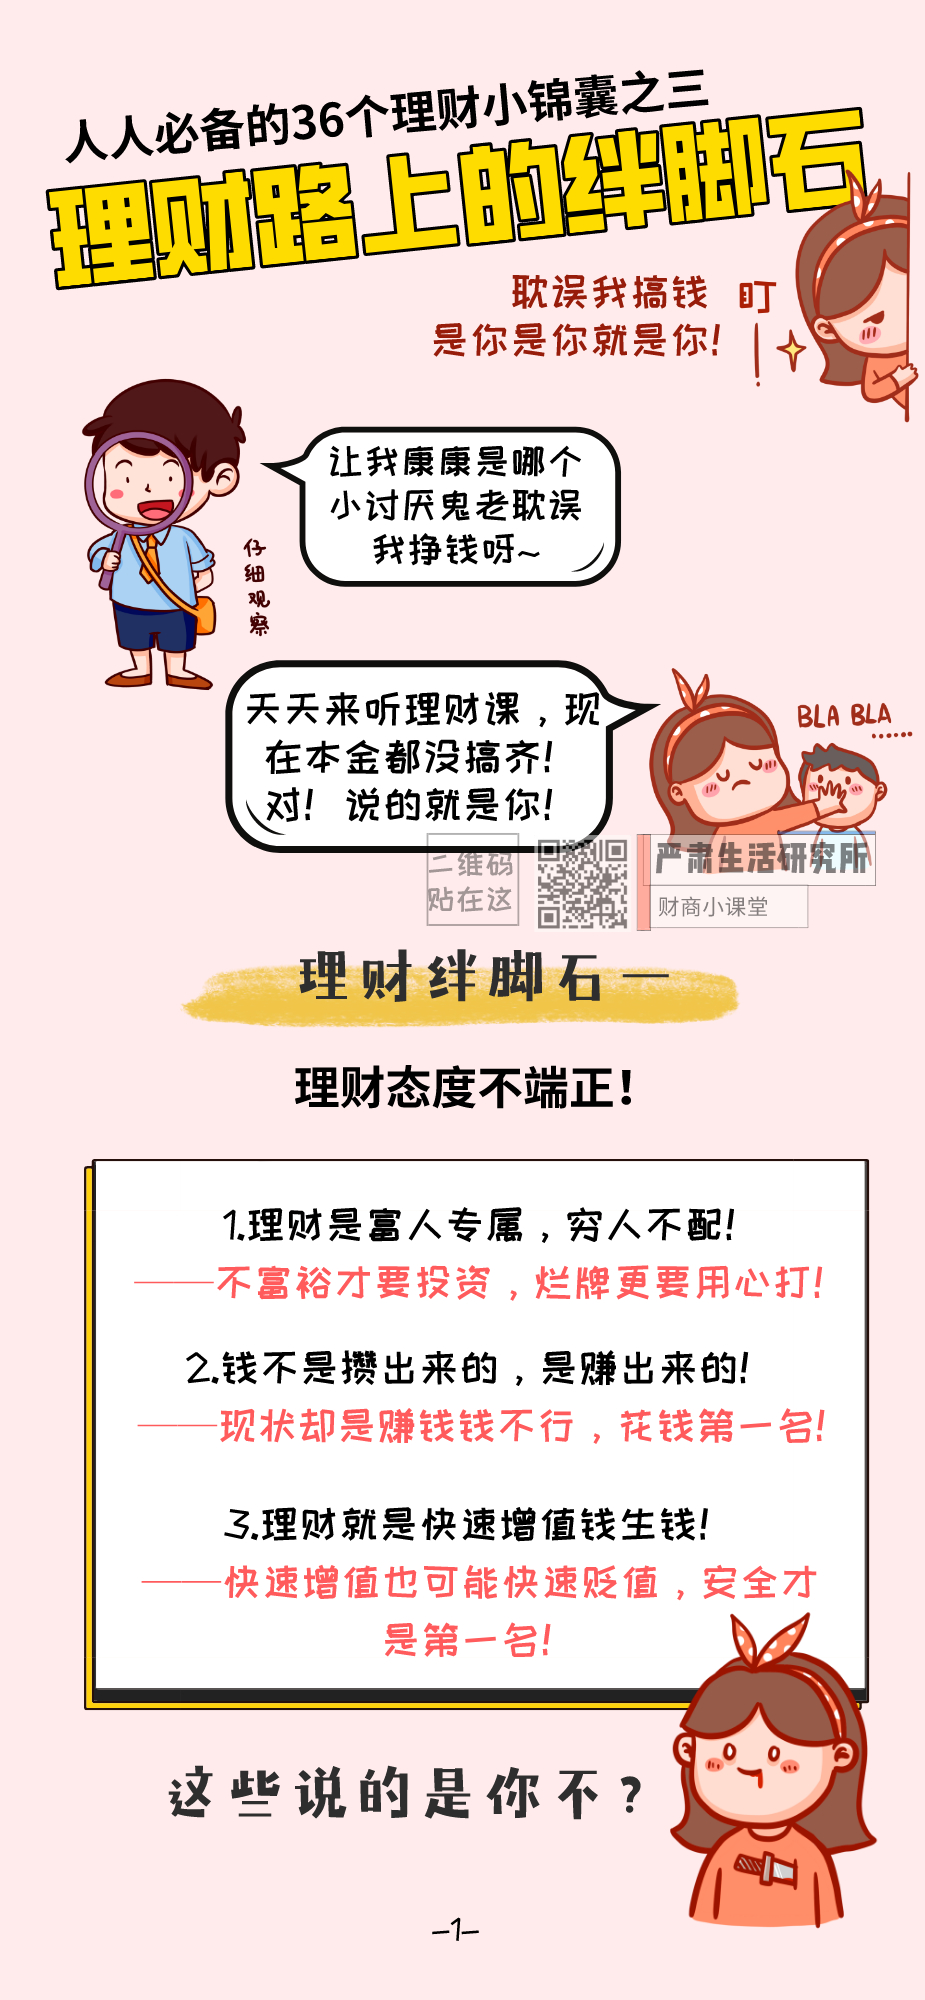 人人必备的36个理财小锦囊之三
理财路上的绊脚石
耽误我搞钱
是你是你就是你!
盯
让我康康是哪个
小讨厌鬼老耽误
我挣钱呀~
仔细观察
天天来听理财课，现
在本金都没搞齐!
对! 说的就是你!
BLA BLA
......
二维码
贴在这
严肃生活研究所
财商小课堂
理财绊脚石一
理财态度不端正!
1.理财是富人专属，穷人不配!
——不富裕才要投资，烂牌更要用心打!
2.钱不是攒出来的，是赚出来的!
——现状却是赚钱钱不行，花钱第一名!
3.理财就是快速增值钱生钱!
——快速增值也可能快速贬值，安全才
是第一名!
这些说的是你不?
-1-